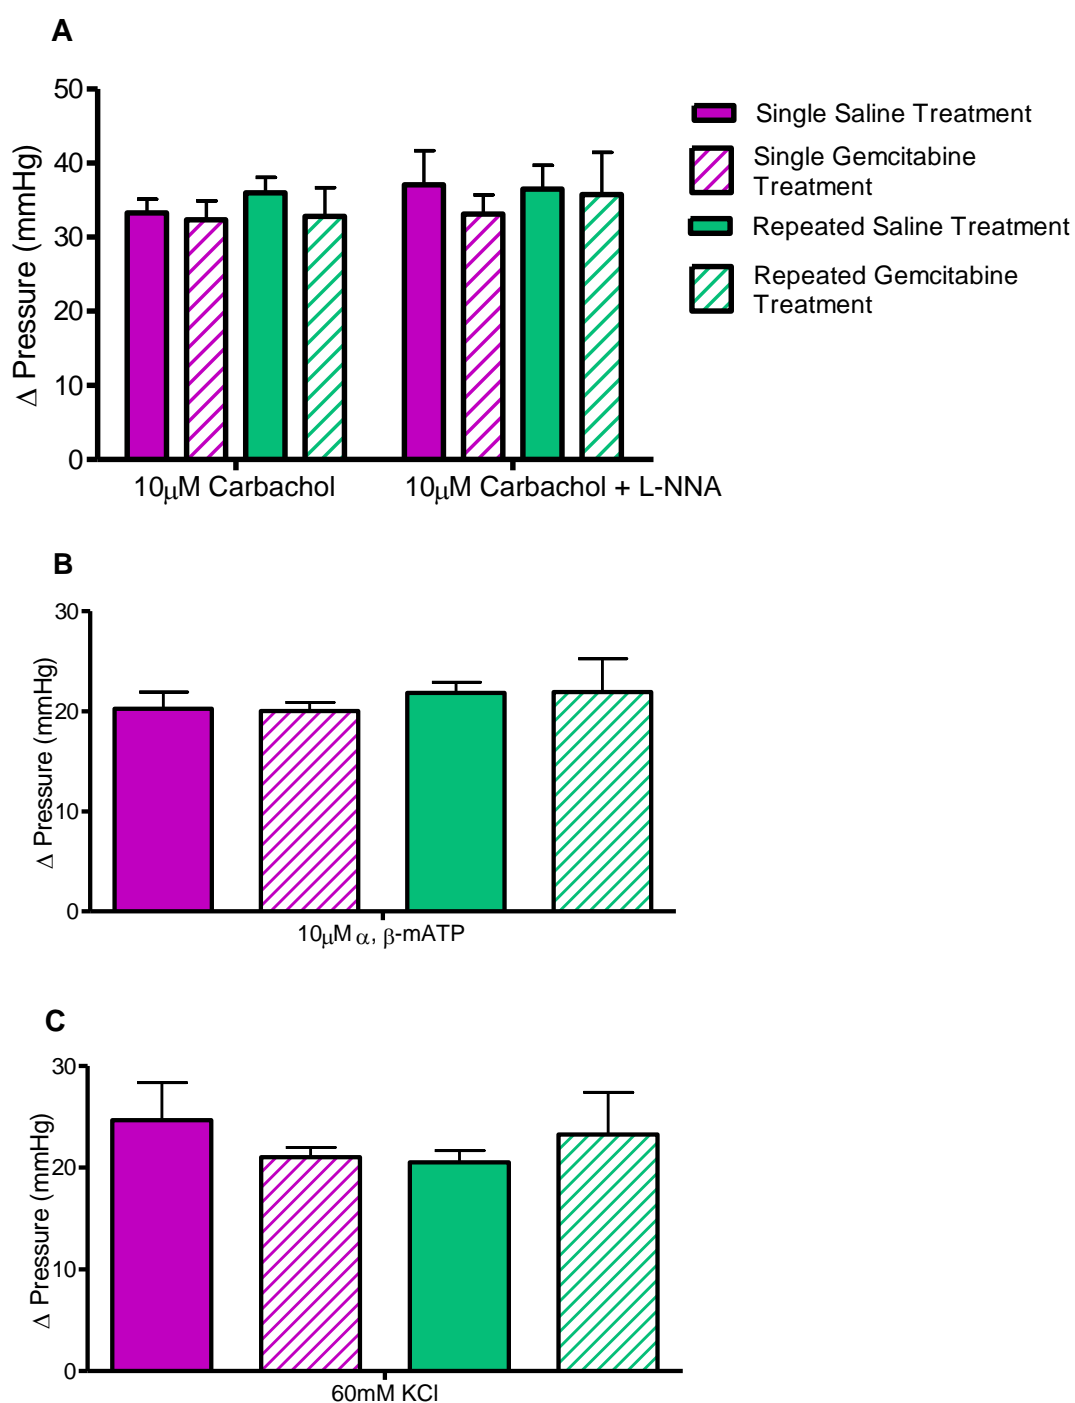 A
50
40
30
20
10
0
Δ Pressure (mmHg)
10μM Carbachol
10μM Carbachol + L-NNA
Single Saline Treatment
Single Gemcitabine
Treatment
Repeated Saline Treatment
Repeated Gemcitabine
Treatment
B
30
20
10
0
Δ Pressure (mmHg)
10μM α, β-mATP
C
30
20
10
0
Δ Pressure (mmHg)
60mM KCl